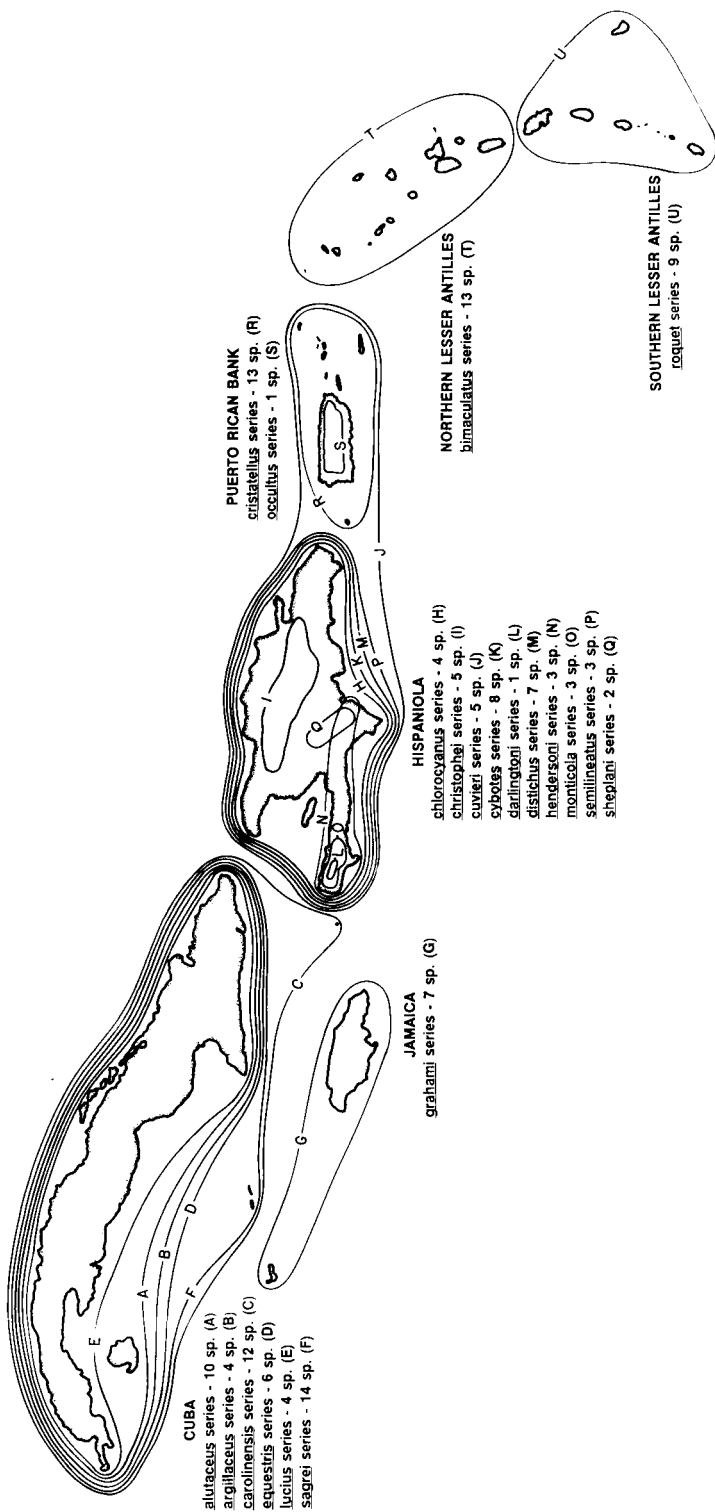 CUBA
alutaceus series - 10 sp. (A)
argillaceus series - 4 sp. (B)
carolinensis series - 12 sp. (C)
equestris series - 6 sp. (D)
lucius series - 4 sp. (E)
sagrei series - 14 sp. (F)
E
A
B
D
F
C
G
JAMAICA
grahami series - 7 sp. (G)
HISPANIOLA
chlorocyanus series - 4 sp. (H)
christophei series - 5 sp. (I)
cuvieri series - 5 sp. (J)
cybotes series - 8 sp. (K)
darlingtoni series - 1 sp. (L)
distichus series - 7 sp. (M)
hendersoni series - 3 sp. (N)
monticola series - 3 sp. (O)
semilineatus series - 3 sp. (P)
sheplani series - 2 sp. (Q)
I
Q
N
L
O
H
K
P
M
J
PUERTO RICAN BANK
cristatellus series - 13 sp. (R)
occultus series - 1 sp. (S)
R
S
NORTHERN LESSER ANTILLES
bimaculatus series - 13 sp. (T)
T
SOUTHERN LESSER ANTILLES
roquet series - 9 sp. (U)
U